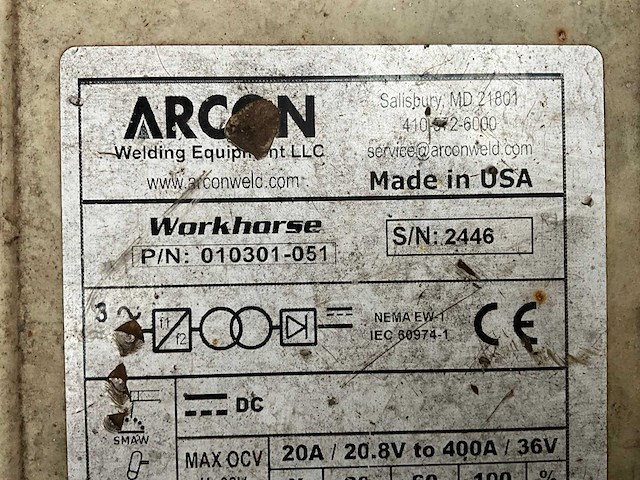 ARCON
Welding Equipment LLC
www.arconweld.com
Salisbury, MD 21801
service@arconweld.com
Made in USA
Workhorse
P/N: 010301-051
S/N: 2446
3 ~
f1
f2
NEMA EW-1
IEC 60974-1
CE
DC
SMAW
MAX OCV
20A / 20.8V to 400A / 36V
X
60
100
%